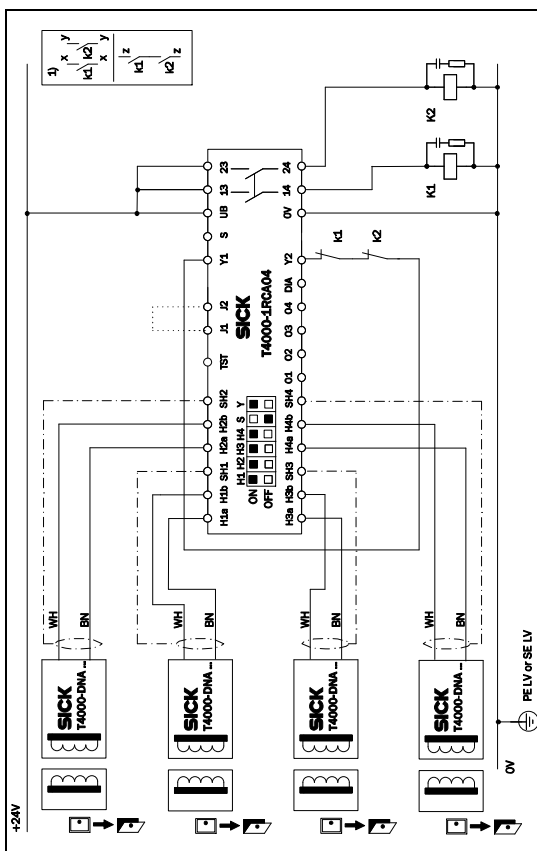 +24V
1)
x y
k1 k2
x y
z
k1
k2
z
WH
BN
SICK
T4000-DNA ...
WH
BN
SICK
T4000-DNA ...
H1a H1b SH1 H2a H2b SH2 TST J1 J2 Y1 S UB 13 23
H1 H2 H3 H4 S Y
ON
OFF
SICK
T4000-1RCA04
H3a H3b SH3 H4a H4b SH4 O1 O2 O3 O4 DIA Y2 0V 14 24
k1
k2
WH
BN
SICK
T4000-DNA ...
WH
BN
SICK
T4000-DNA ...
K1
K2
0V
PE LV or SE LV